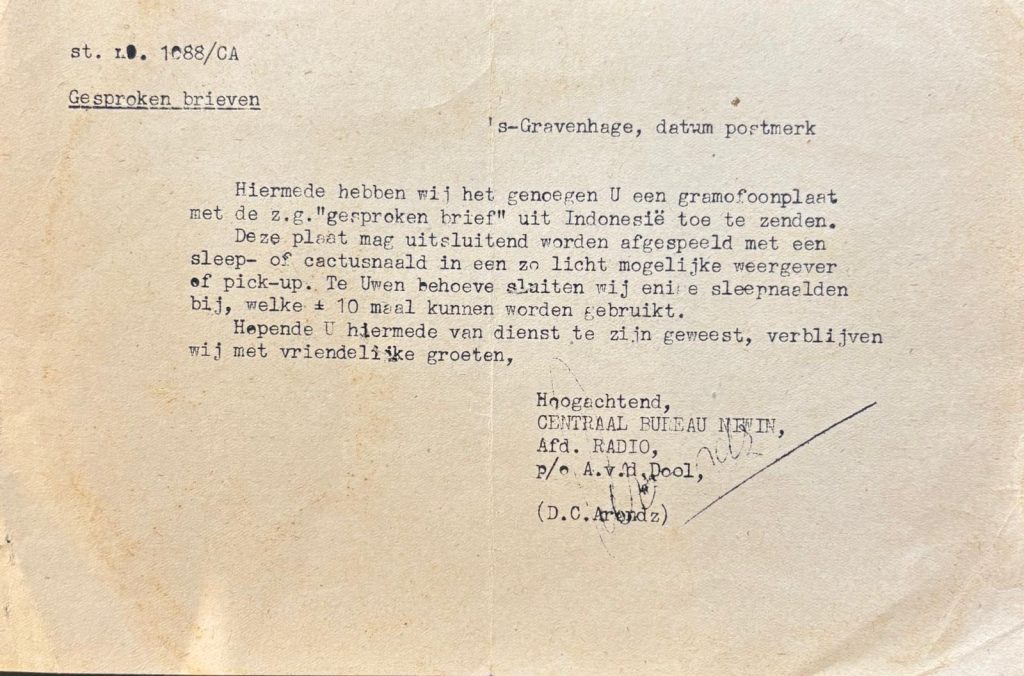 st. no. 1088/CA
Gesproken brieven
's-Gravenhage, datum postmerk
Hiermede hebben wij het genoegen U een gramofoonplaat
met de z.g."gesproken brief" uit Indonesië toe te zenden.
Deze plaat mag uitsluitend worden afgespeeld met een
sleep- of cactusnaald in een zo licht mogelijke weergever
of pick-up. Te Uwen behoeve sluiten wij enige sleepnaalden
bij, welke ± 10 maal kunnen worden gebruikt.
Hopende U hiermede van dienst te zijn geweest, verblijven
wij met vriendelijke groeten,
Hoogachtend,
CENTRAAL BUREAU NIWIN,
Afd. RADIO,
p/o A.v.d.Dool,
(D.C.Arendz)